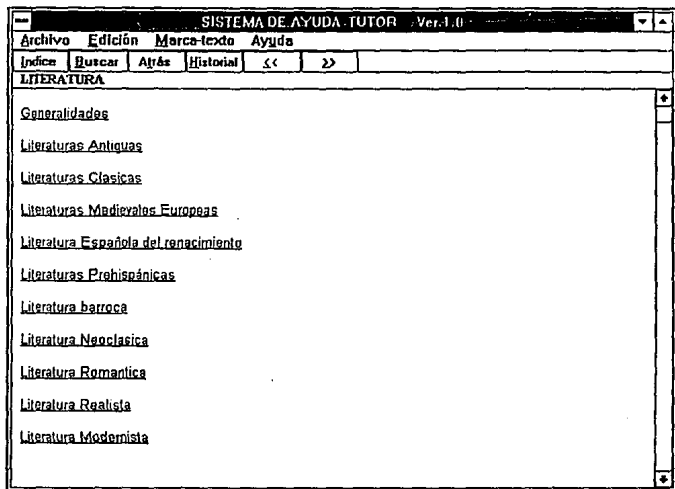 SISTEMA DE AYUDA TUTOR Ver.1.0
Archivo Edición Marca-texto Ayuda
Indice Buscar Atrás Historial << >>
LITERATURA
Generalidades
Literaturas Antiguas
Literaturas Clasicas
Literaturas Medievales Europeas
Literatura Española del renacimiento
Literaturas Prehispánicas
Literatura barroca
Literatura Neoclasica
Literatura Romantica
Literatura Realista
Literatura Modernista